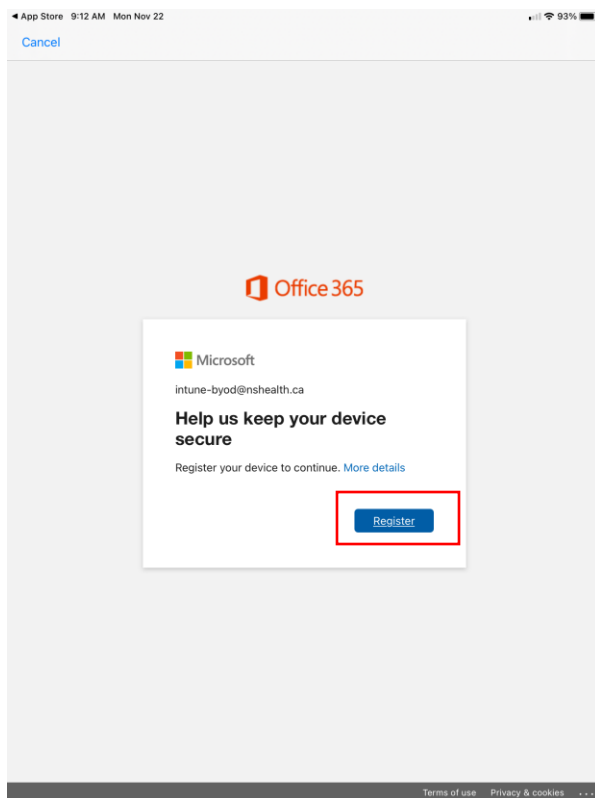 App Store 9:12 AM Mon Nov 22 93%
Cancel
Office 365
Microsoft
intune-byod@nshealth.ca
Help us keep your device
secure
Register your device to continue. More details
Register
Terms of use Privacy & cookies ...